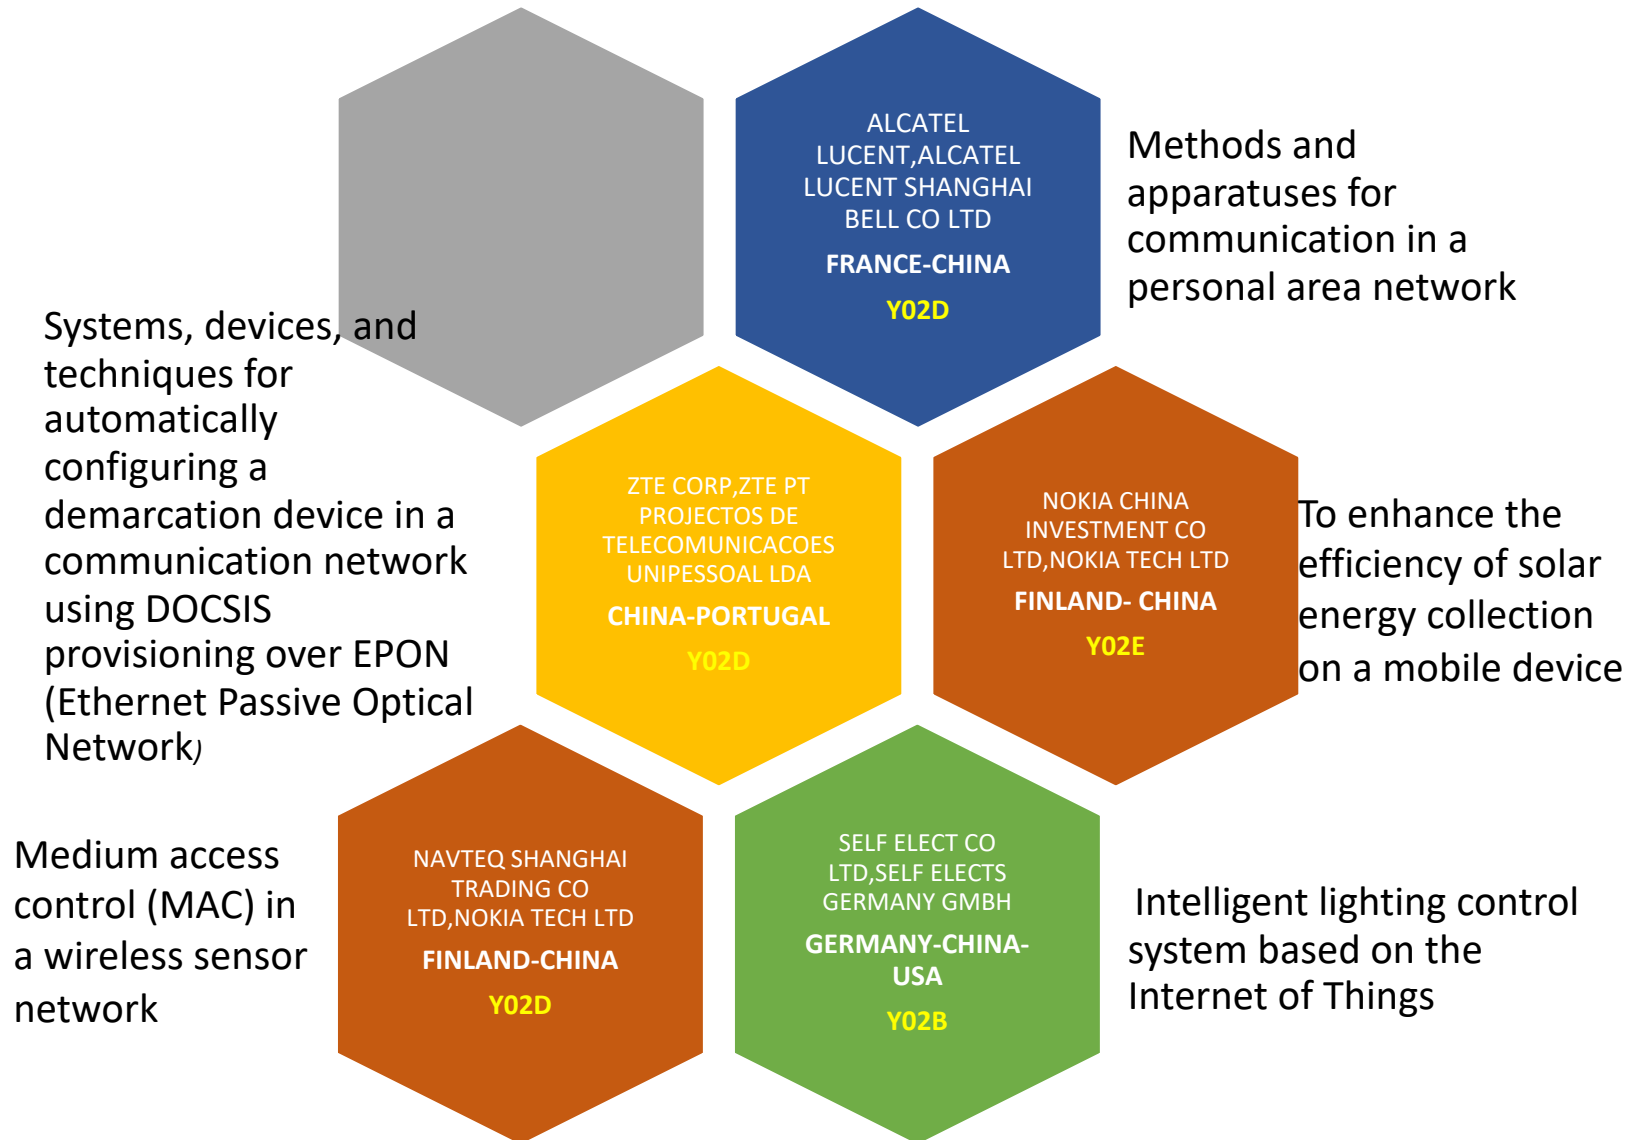 ALCATEL
LUCENT,ALCATEL
LUCENT SHANGHAI
BELL CO LTD
FRANCE-CHINA
Y02D
Methods and
apparatuses for
communication in a
personal area network
Systems, devices, and
techniques for
automatically
configuring a
demarcation device in a
communication network
using DOCSIS
provisioning over EPON
(Ethernet Passive Optical
Network)
ZTE CORP,ZTE PT
PROJECTOS DE
TELECOMUNICACOES
UNIPESSOAL LDA
CHINA-PORTUGAL
Y02D
NOKIA CHINA
INVESTMENT CO
LTD,NOKIA TECH LTD
FINLAND- CHINA
Y02E
To enhance the
efficiency of solar
energy collection
on a mobile device
Medium access
control (MAC) in
a wireless sensor
network
NAVTEQ SHANGHAI
TRADING CO
LTD,NOKIA TECH LTD
FINLAND-CHINA
Y02D
SELF ELECT CO
LTD,SELF ELECTS
GERMANY GMBH
GERMANY-CHINA-
USA
Y02B
Intelligent lighting control
system based on the
Internet of Things